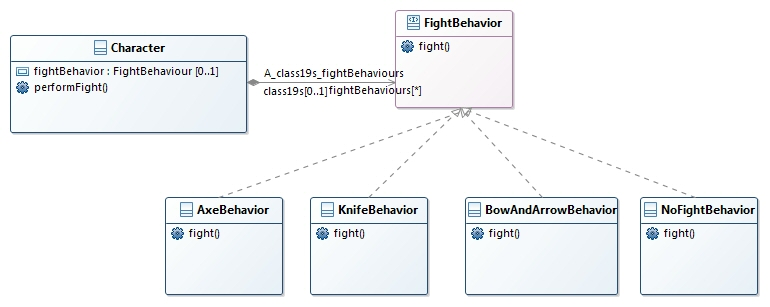 Character
fightBehavior : FightBehaviour [0..1]
performFight()
A_class19s_fightBehaviours
class19s[0..1] fightBehaviours[*]
FightBehavior
fight()
AxeBehavior
fight()
KnifeBehavior
fight()
BowAndArrowBehavior
fight()
NoFightBehavior
fight()